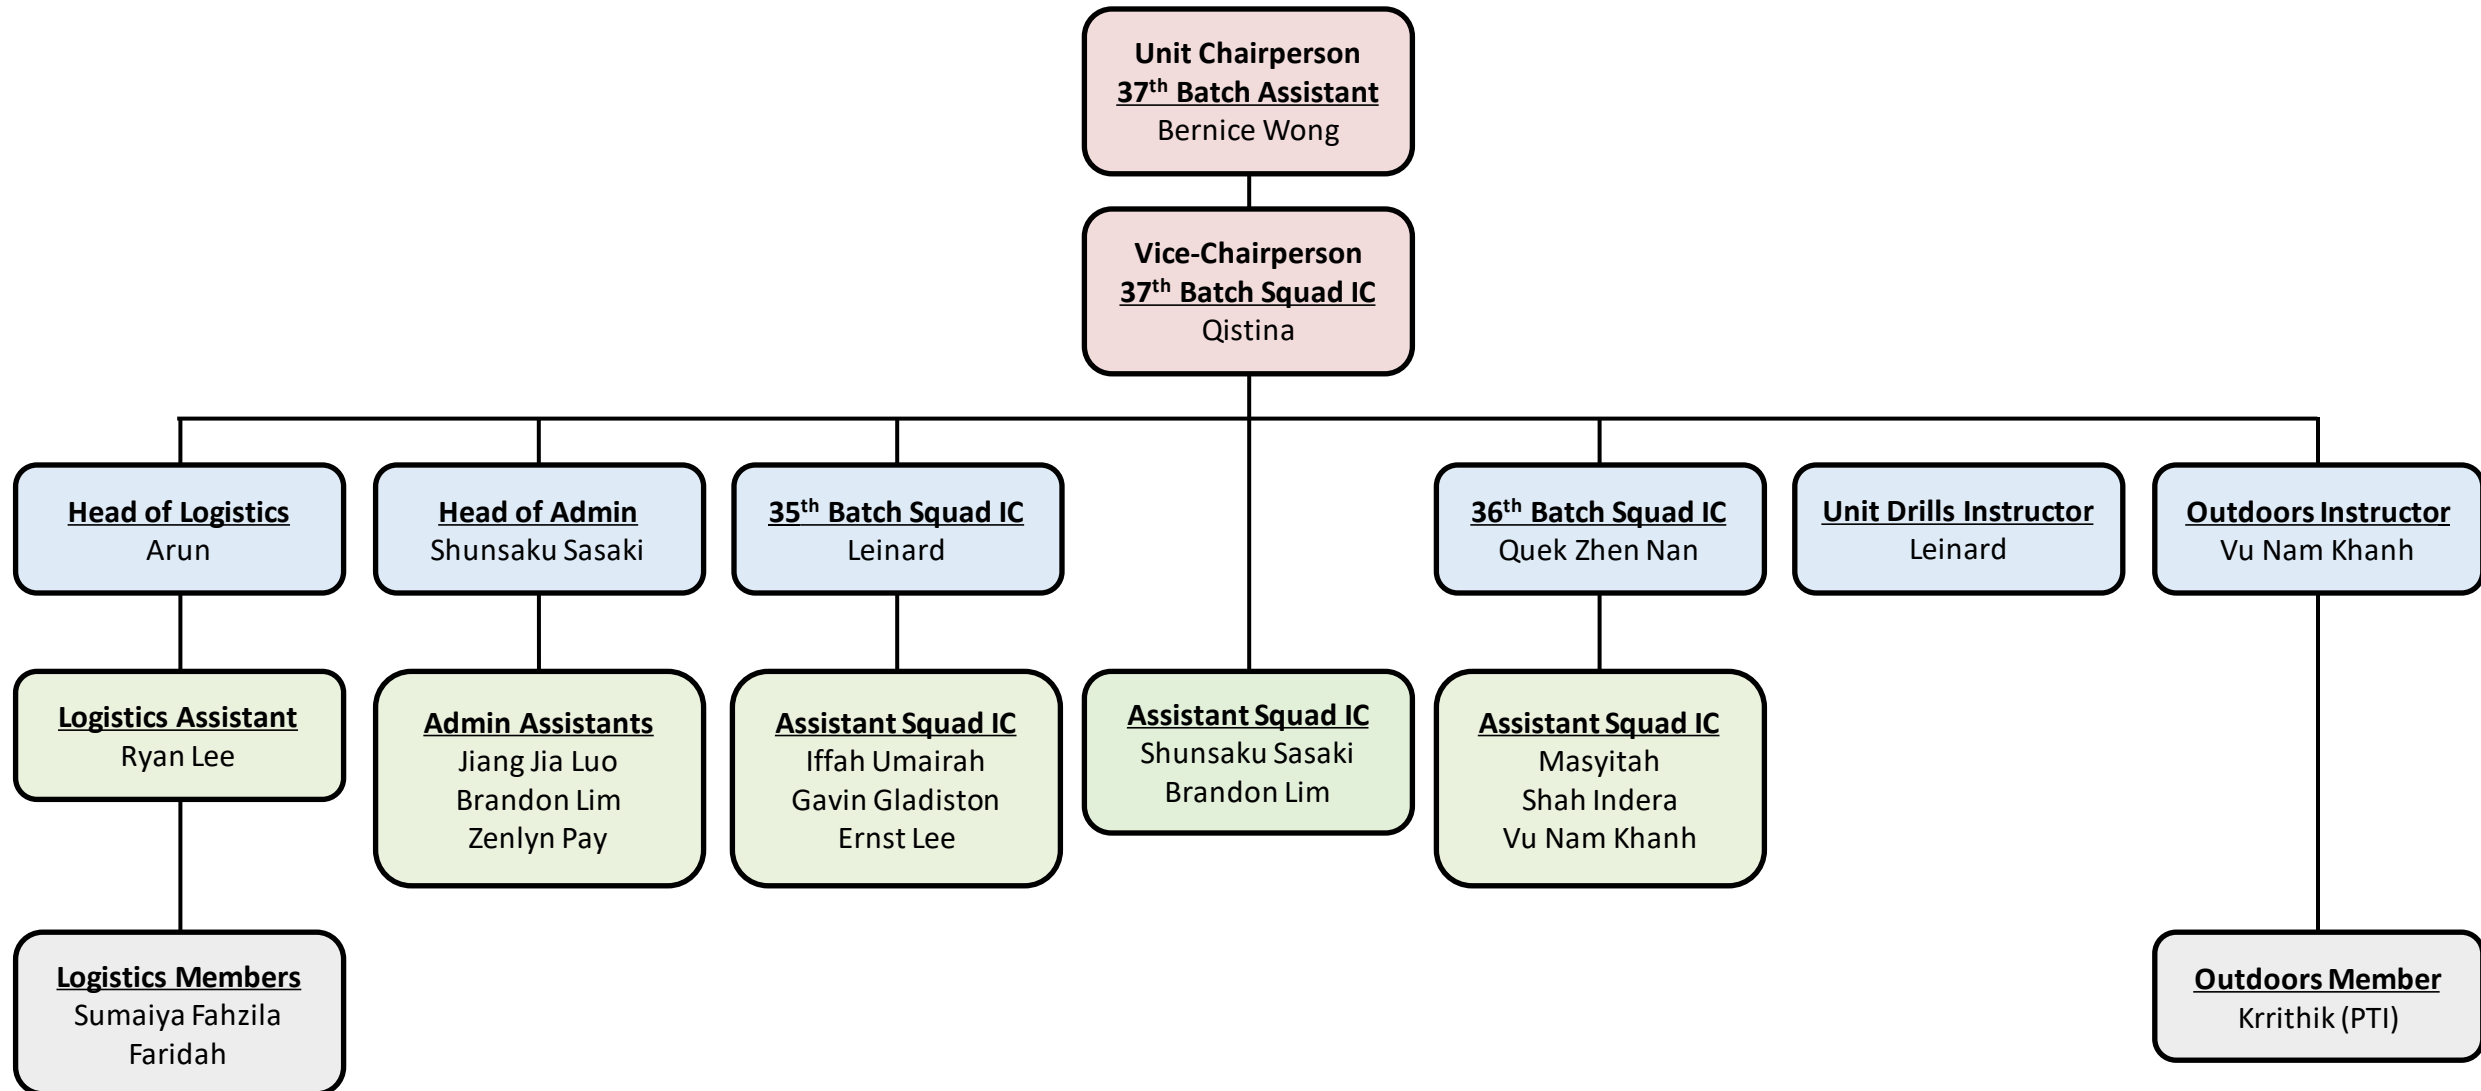 Unit Chairperson
37th Batch Assistant
Bernice Wong
Vice-Chairperson
37th Batch Squad IC
Qistina
Head of Logistics
Arun
Head of Admin
Shunsaku Sasaki
35th Batch Squad IC
Leinard
36th Batch Squad IC
Quek Zhen Nan
Unit Drills Instructor
Leinard
Outdoors Instructor
Vu Nam Khanh
Logistics Assistant
Ryan Lee
Admin Assistants
Jiang Jia Luo
Brandon Lim
Zenlyn Pay
Assistant Squad IC
Iffah Umairah
Gavin Gladiston
Ernst Lee
Assistant Squad IC
Shunsaku Sasaki
Brandon Lim
Assistant Squad IC
Masyitah
Shah Indera
Vu Nam Khanh
Logistics Members
Sumaiya Fahzila
Faridah
Outdoors Member
Krrithik (PTI)